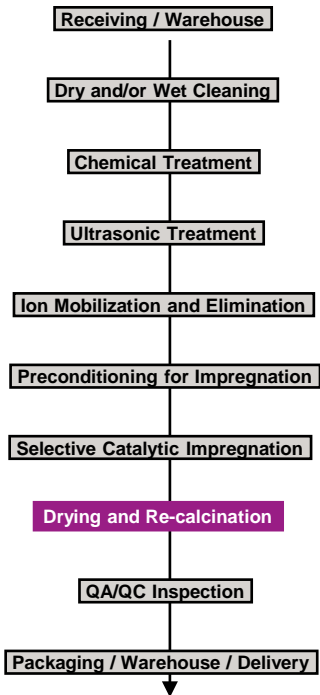 Receiving / Warehouse
Dry and/or Wet Cleaning
Chemical Treatment
Ultrasonic Treatment
Ion Mobilization and Elimination
Preconditioning for Impregnation
Selective Catalytic Impregnation
Drying and Re-calcination
QA/QC Inspection
Packaging / Warehouse / Delivery